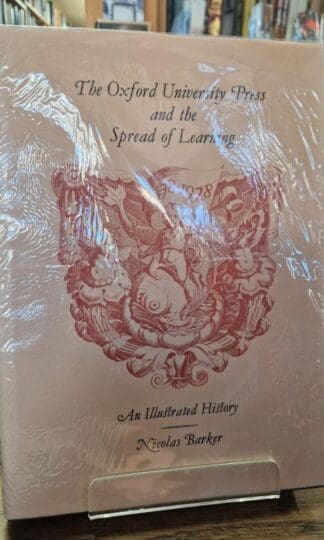 The Oxford University Press
and the
Spread of Learning
An Illustrated History
Nicolas Barker